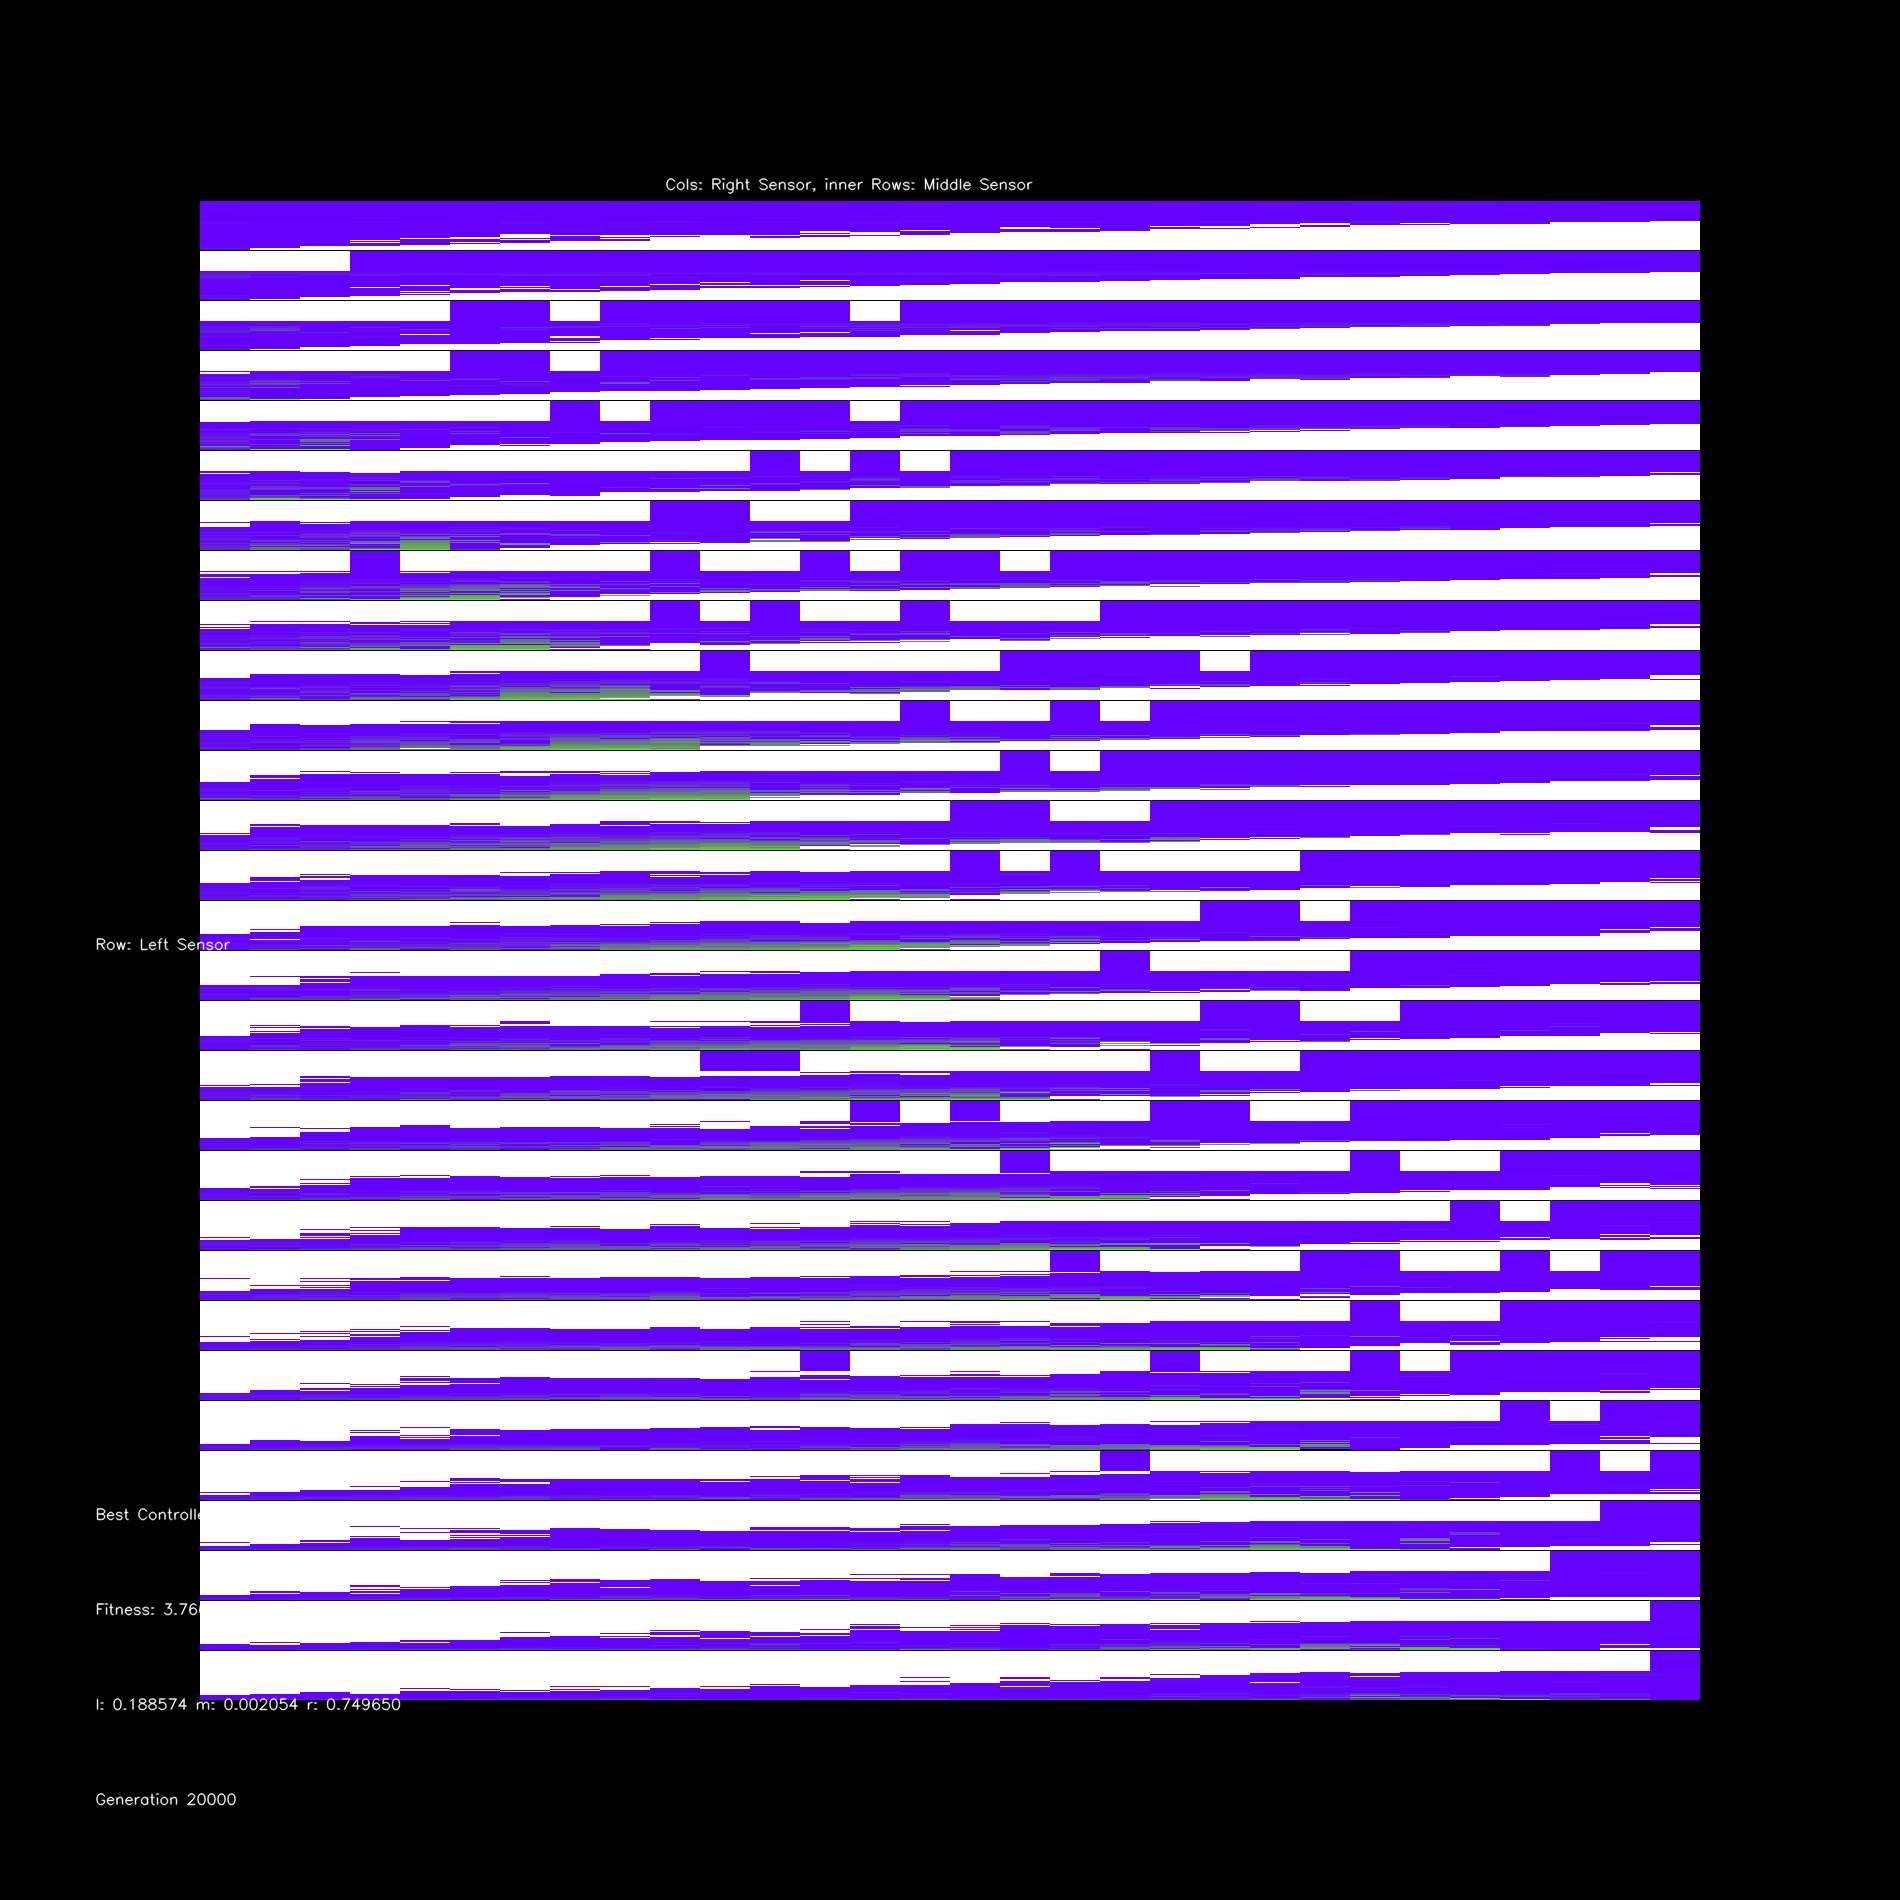 Cols: Right Sensor, inner Rows: Middle Sensor
Row: Left Sensor
Best Controlle
Fitness: 3.76
l: 0.188574 m: 0.002054 r: 0.749650
Generation 20000